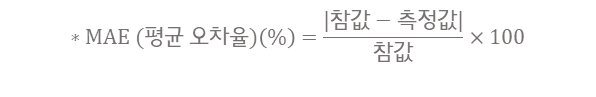 * MAE (평균 오차율)(%) = |참값 − 측정값| / 참값 × 100